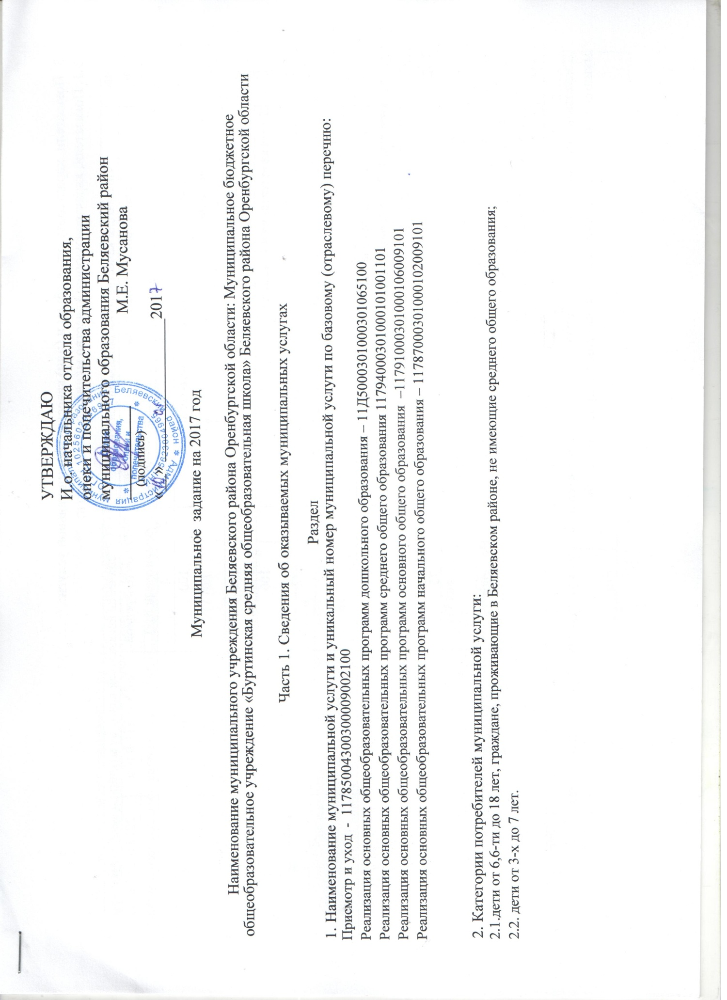 УТВЕРЖДАЮ
И.о. начальника отдела образования,
опеки и попечительства администрации
муниципального образования Беляевский район
М.Е. Мусанова
(подпись)
«10» 2017
Муниципальное задание на 2017 год
Наименование муниципального учреждения Беляевского района Оренбургской области: Муниципальное бюджетное
общеобразовательное учреждение «Буртинская средняя общеобразовательная школа» Беляевского района Оренбургской области
Часть 1. Сведения об оказываемых муниципальных услугах
Раздел
1. Наименование муниципальной услуги и уникальный номер муниципальной услуги по базовому (отраслевому) перечню:
Присмотр и уход - 11785004300300009002100
Реализация основных общеобразовательных программ дошкольного образования – 11Д5000301000301065100
Реализация основных общеобразовательных программ среднего общего образования 11794000301000101001101
Реализация основных общеобразовательных программ основного общего образования –11791000301000106009101
Реализация основных общеобразовательных программ начального общего образования – 11787000301000102009101
2. Категории потребителей муниципальной услуги:
2.1.дети от 6,6-ти до 18 лет, граждане, проживающие в Беляевском районе, не имеющие среднего общего образования;
2.2. дети от 3-х до 7 лет.